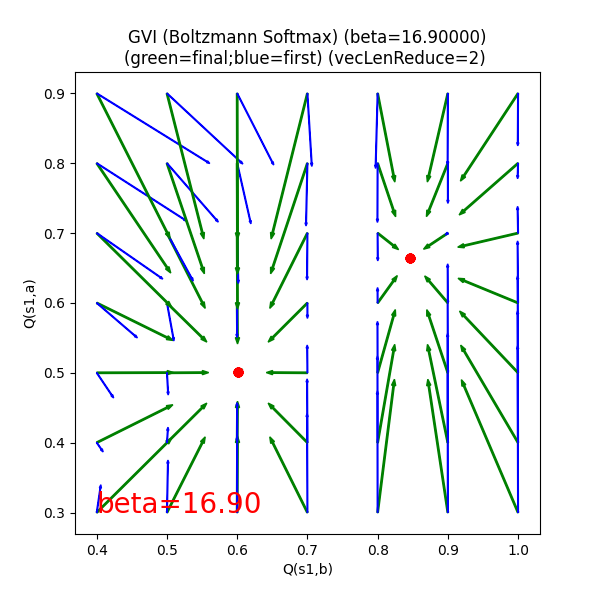 GVI (Boltzmann Softmax) (beta=16.90000)
(green=final;blue=first) (vecLenReduce=2)
0.9
0.8
0.7
0.6
0.5
0.4
0.3
Q(s1,a)
beta=16.90
0.4 0.5 0.6 0.7 0.8 0.9 1.0
Q(s1,b)